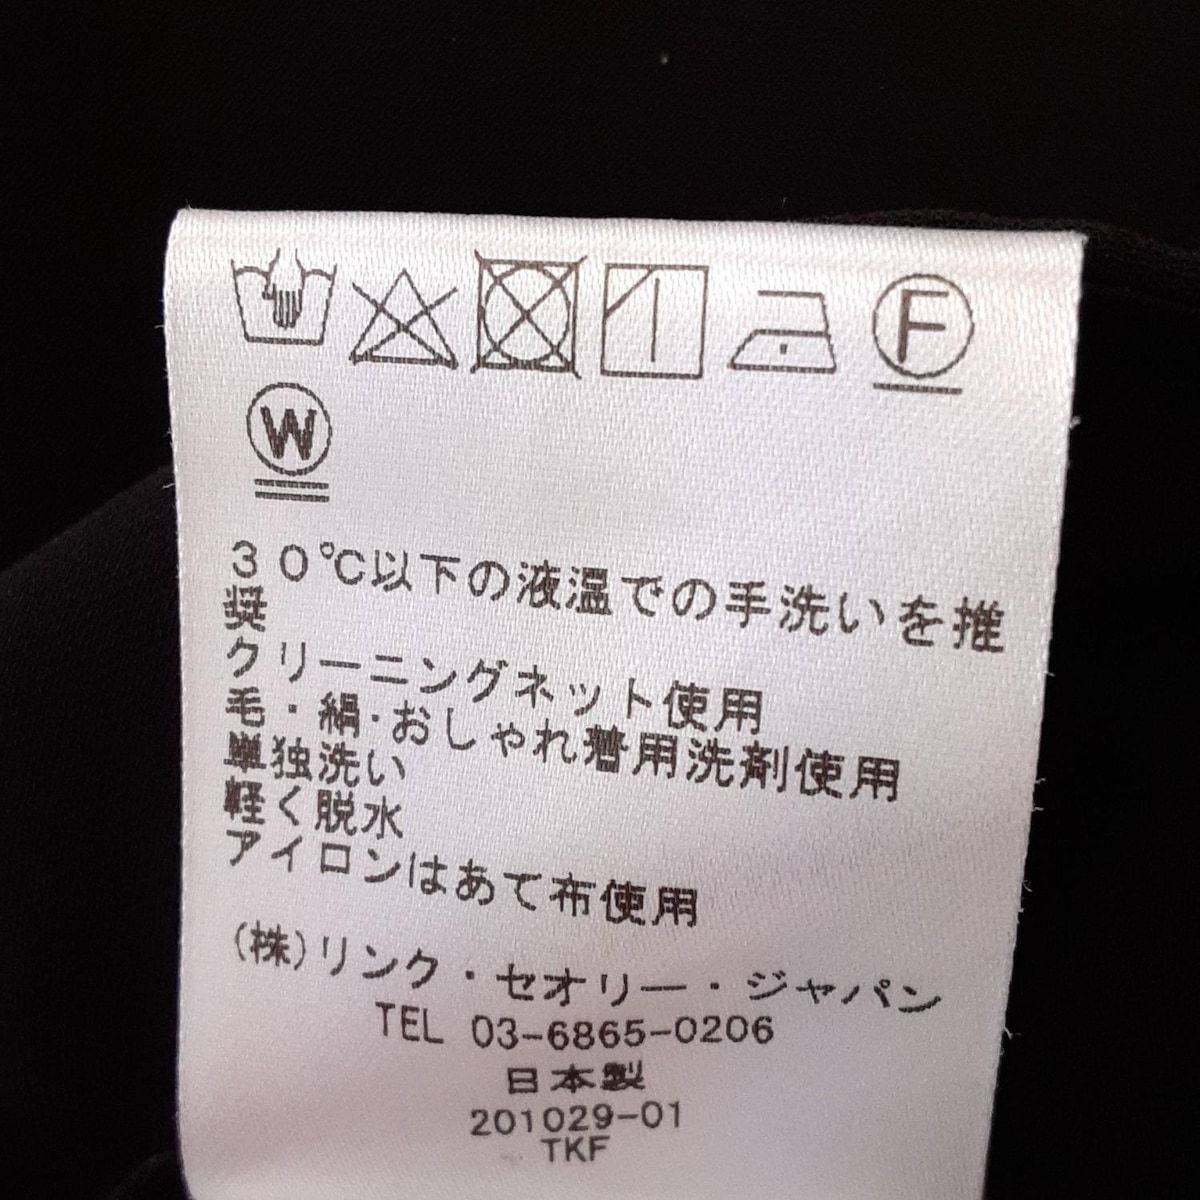 F
W
30℃以下の液温での手洗いを推
奨
クリーニングネット使用
毛・絹・おしゃれ着用洗剤使用
単独洗い
軽く脱水
アイロンはあて布使用
(株)リンク・セオリー・ジャパン
TEL 03-6865-0206
日本製
201029-01
TKF